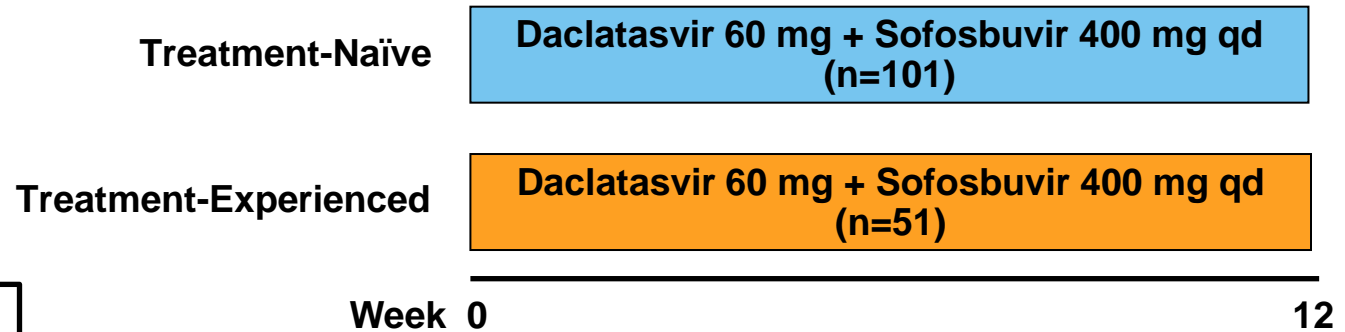 Treatment-Naïve
Daclatasvir 60 mg + Sofosbuvir 400 mg qd
(n=101)
Treatment-Experienced
Daclatasvir 60 mg + Sofosbuvir 400 mg qd
(n=51)
Week 0 12